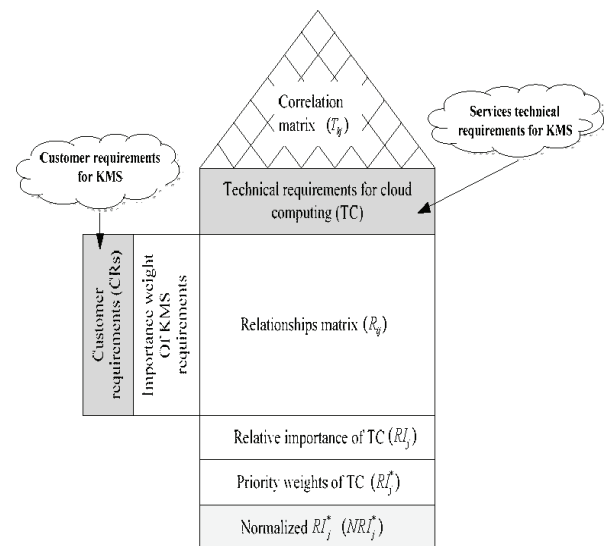 Correlation
matrix (T_ij)
Services technical
requirements for KMS
Customer requirements
for KMS
Technical requirements for cloud
computing (TC)
Customer
requirements (CRs)
Importance weight
Of KMS
requirements
Relationships matrix (R_ij)
Relative importance of TC (RI_j)
Priority weights of TC (RI_j^*)
Normalized RI_j^* (NRI_j^*)